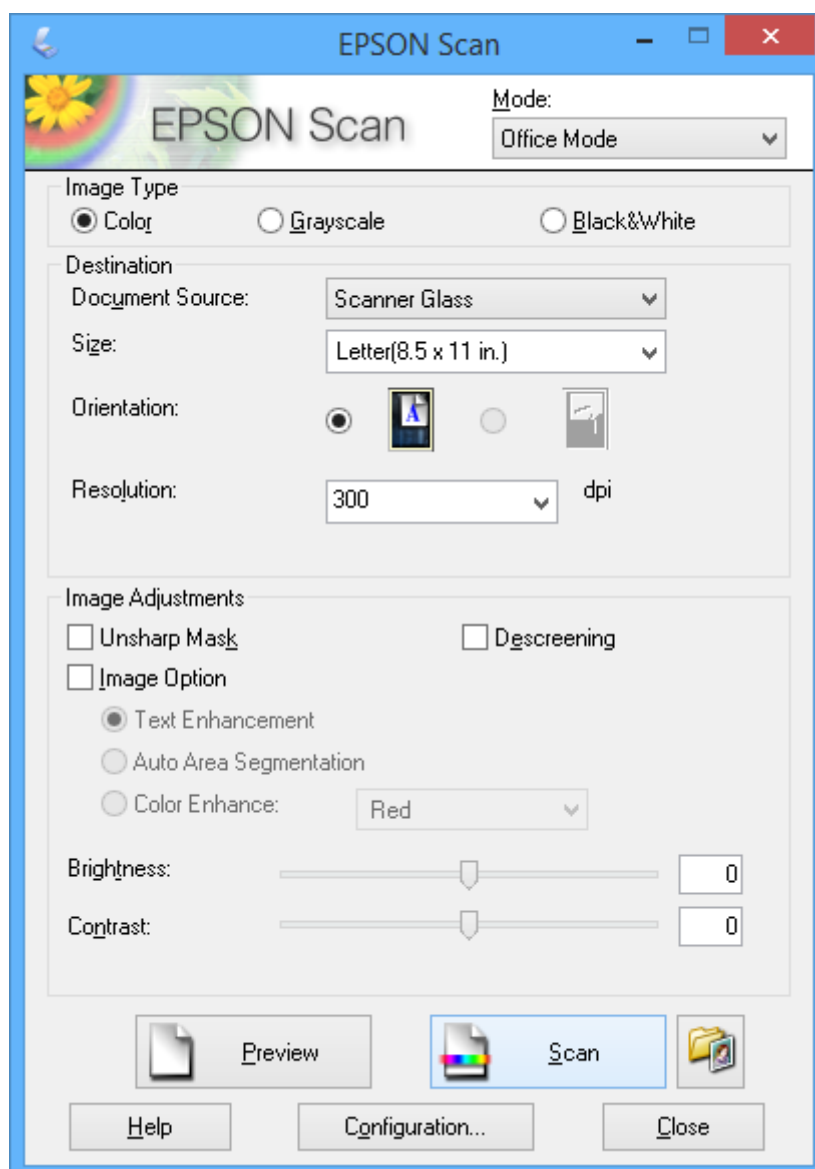 EPSON Scan
EPSON Scan
Mode:
Office Mode
Image Type
Color Grayscale Black&White
Destination
Document Source: Scanner Glass
Size: Letter(8.5 x 11 in.)
Orientation: A
Resolution: 300 dpi
Image Adjustments
Unsharp Mask Descreening
Image Option
Text Enhancement
Auto Area Segmentation
Color Enhance: Red
Brightness: 0
Contrast: 0
Preview Scan
Help Configuration... Close